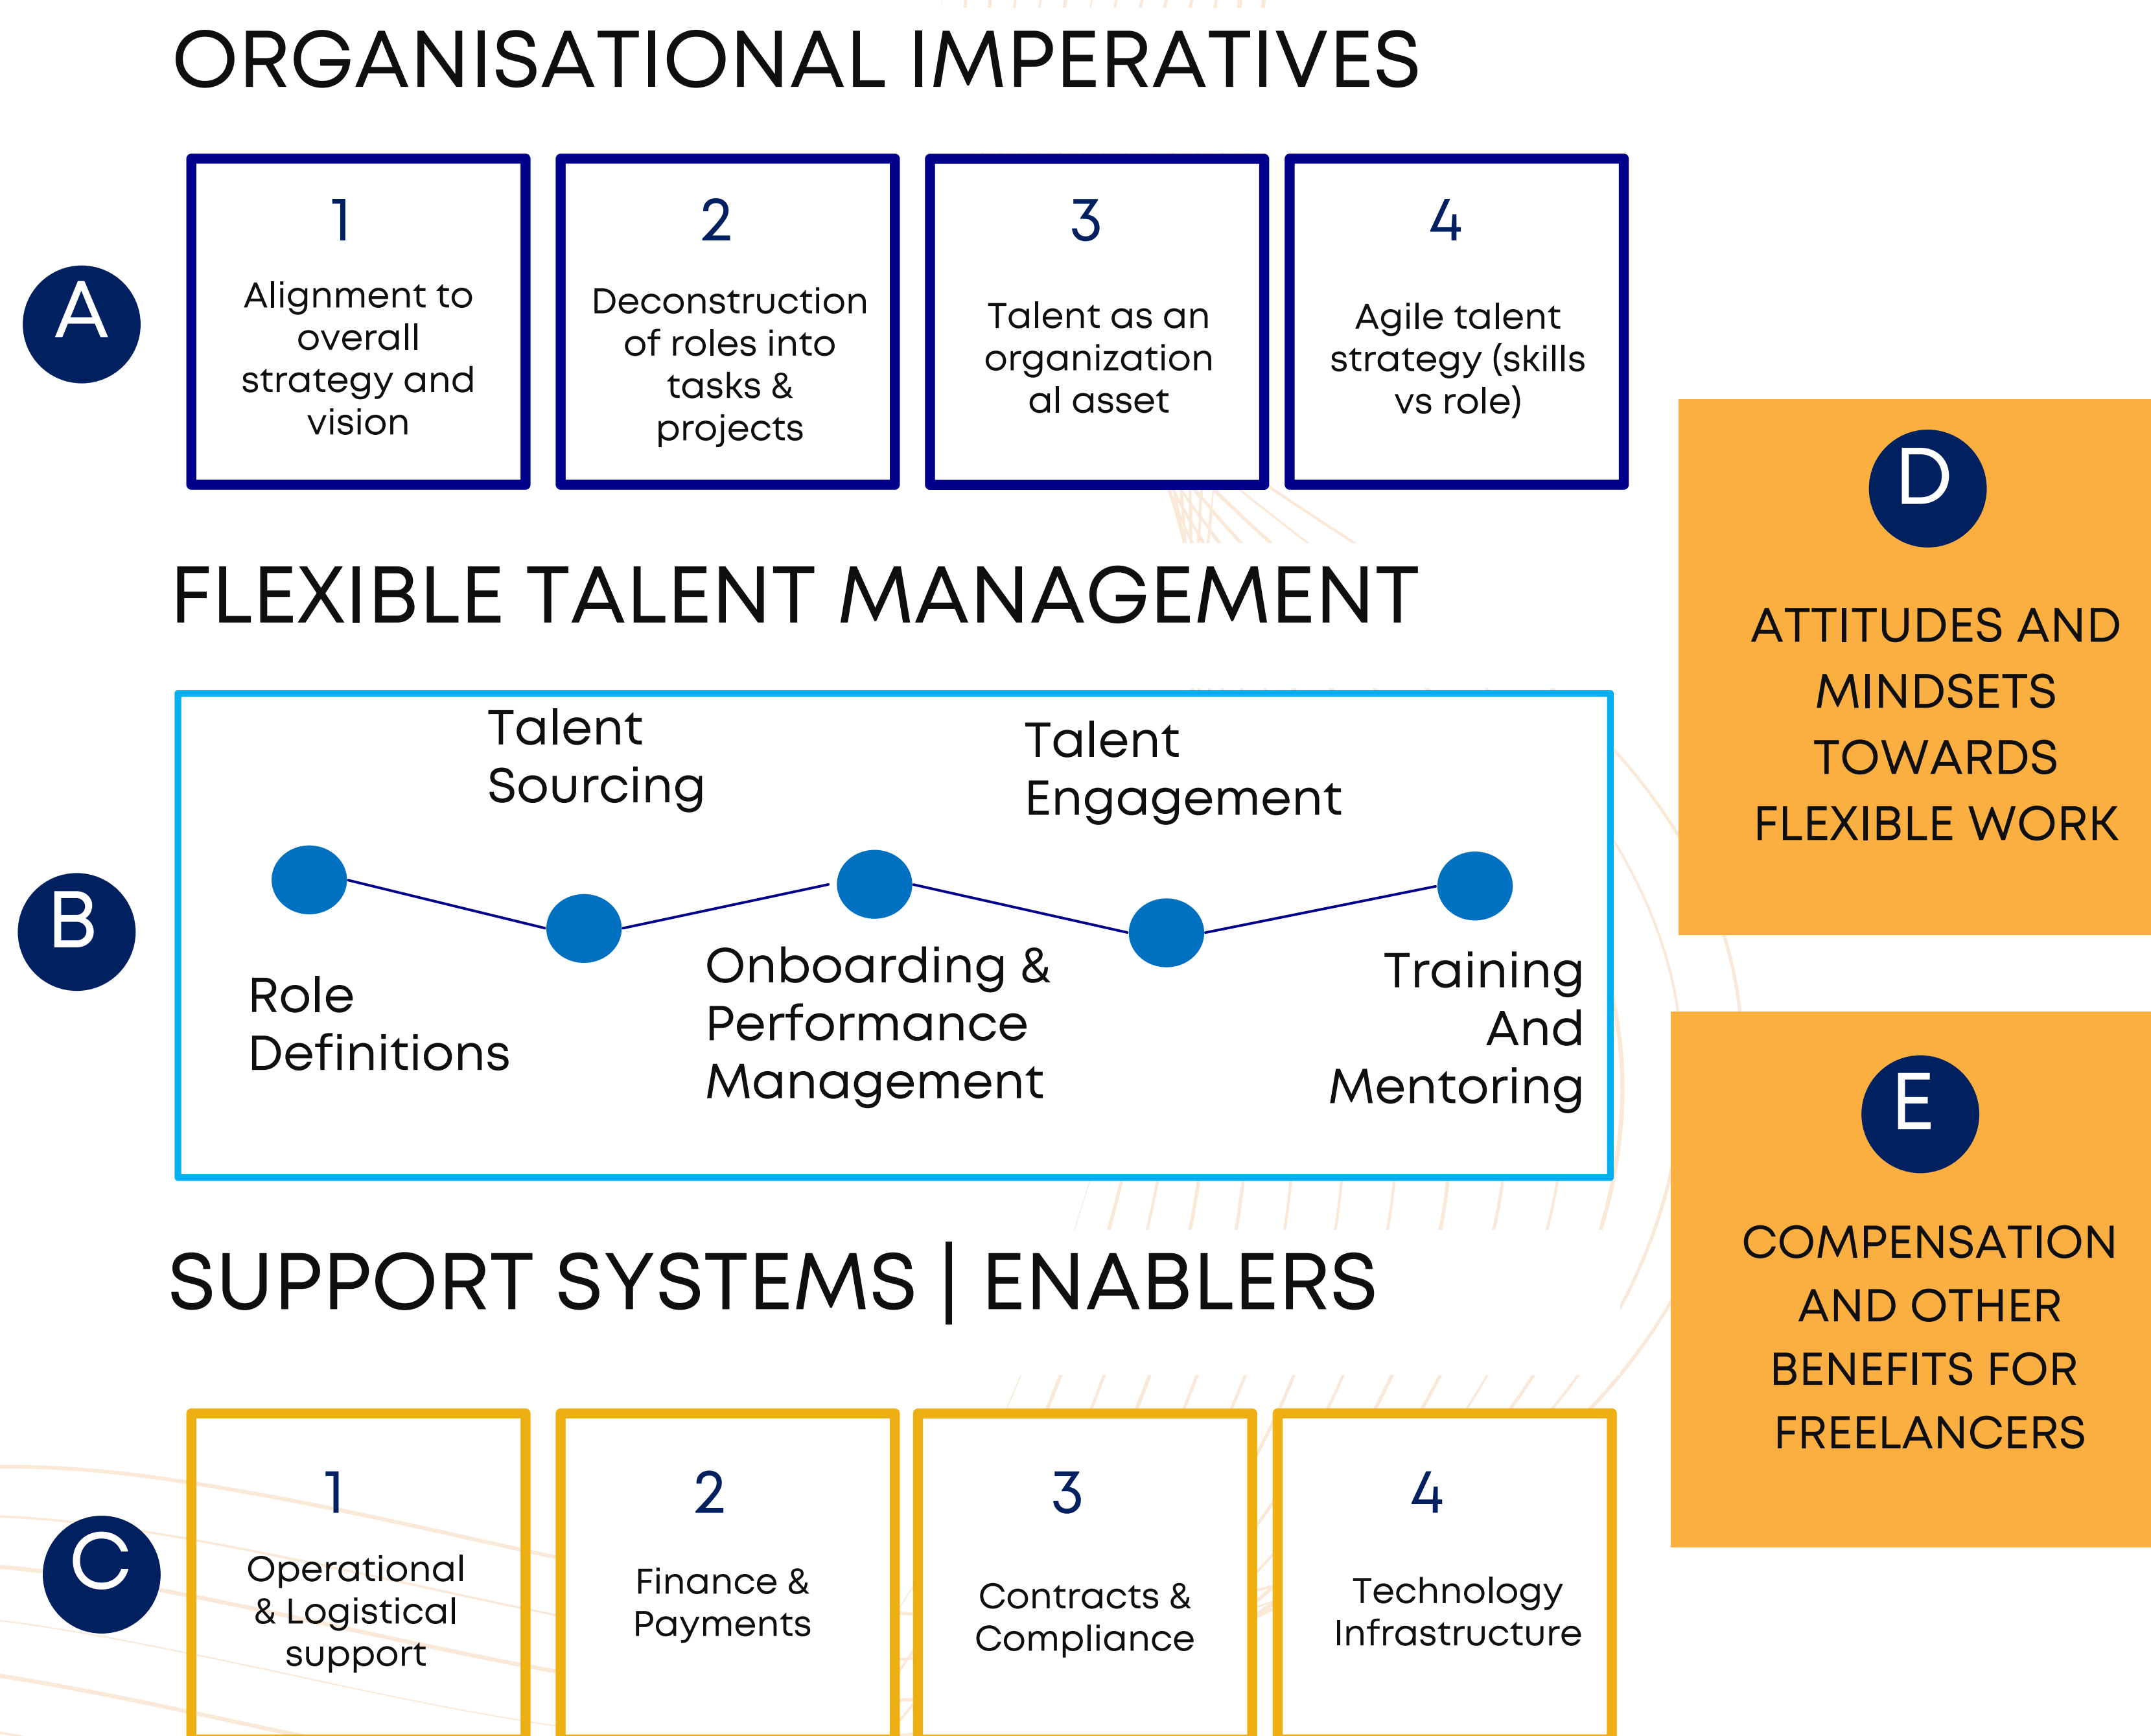 ORGANISATIONAL IMPERATIVES
A
1
Alignment to
overall
strategy and
vision
2
Deconstruction
of roles into
tasks &
projects
3
Talent as an
organization
al asset
4
Agile talent
strategy (skills
vs role)
FLEXIBLE TALENT MANAGEMENT
B
Role
Definitions
Talent
Sourcing
Onboarding &
Performance
Management
Talent
Engagement
Training
And
Mentoring
SUPPORT SYSTEMS | ENABLERS
C
1
Operational
& Logistical
support
2
Finance &
Payments
3
Contracts &
Compliance
4
Technology
Infrastructure
D
ATTITUDES AND
MINDSETS
TOWARDS
FLEXIBLE WORK
E
COMPENSATION
AND OTHER
BENEFITS FOR
FREELANCERS